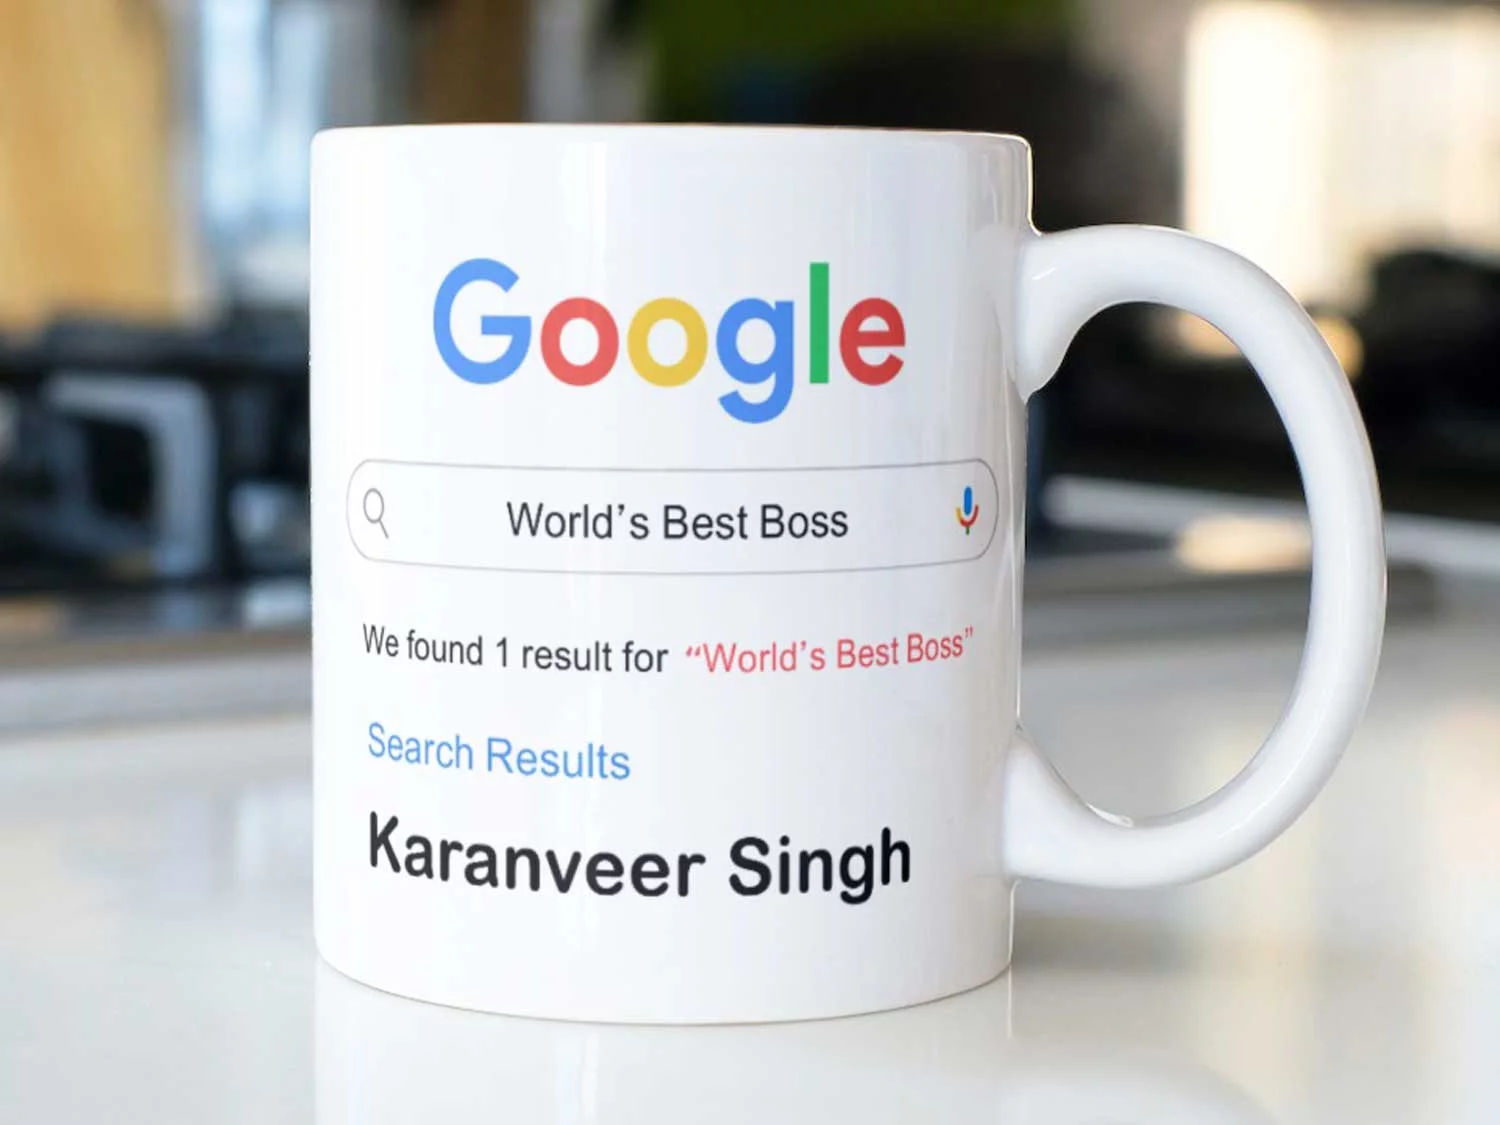 Google
World’s Best Boss
We found 1 result for “World’s Best Boss”
Search Results
Karanveer Singh